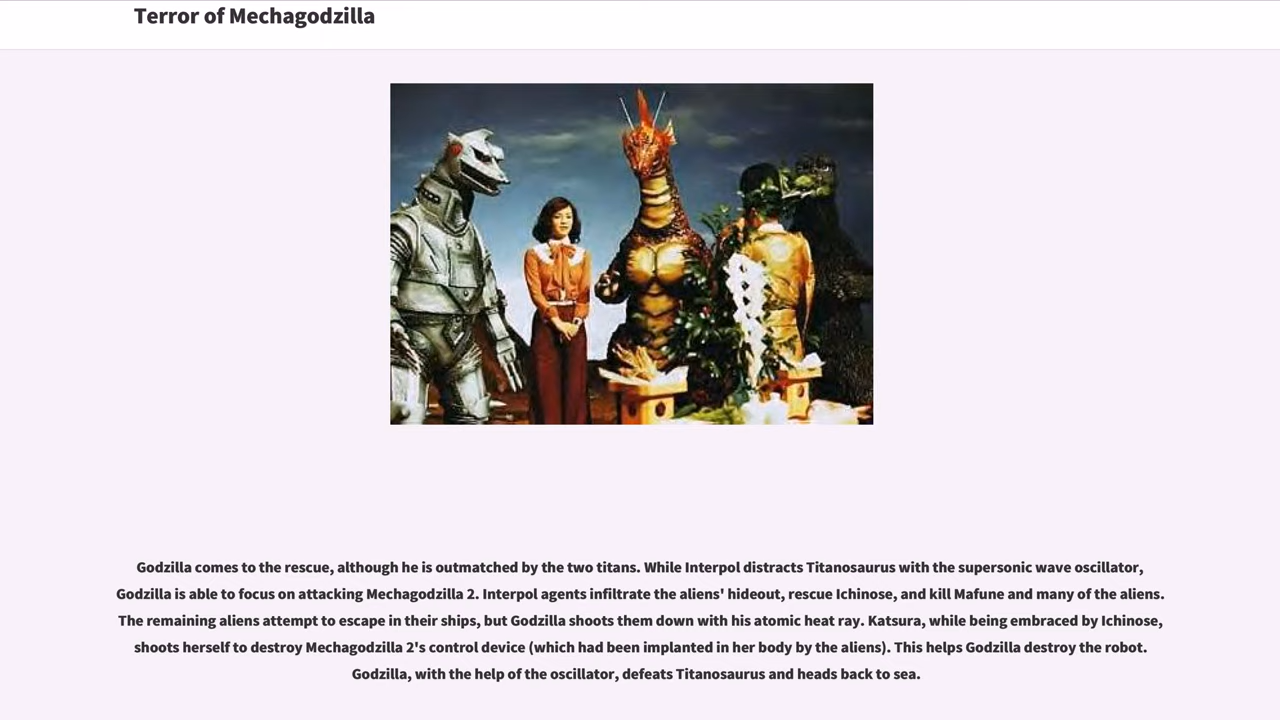 Terror of Mechagodzilla
Godzilla comes to the rescue, although he is outmatched by the two titans. While Interpol distracts Titanosaurus with the supersonic wave oscillator,
Godzilla is able to focus on attacking Mechagodzilla 2. Interpol agents infiltrate the aliens' hideout, rescue Ichinose, and kill Mafune and many of the aliens.
The remaining aliens attempt to escape in their ships, but Godzilla shoots them down with his atomic heat ray. Katsura, while being embraced by Ichinose,
shoots herself to destroy Mechagodzilla 2's control device (which had been implanted in her body by the aliens). This helps Godzilla destroy the robot.
Godzilla, with the help of the oscillator, defeats Titanosaurus and heads back to sea.